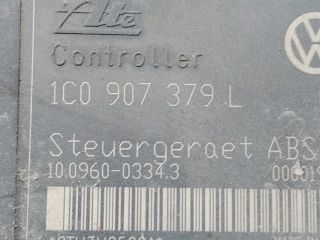 Ate
Controller
1C0 907 379 L
Steuergeraet ABS
10.0960-0334.3